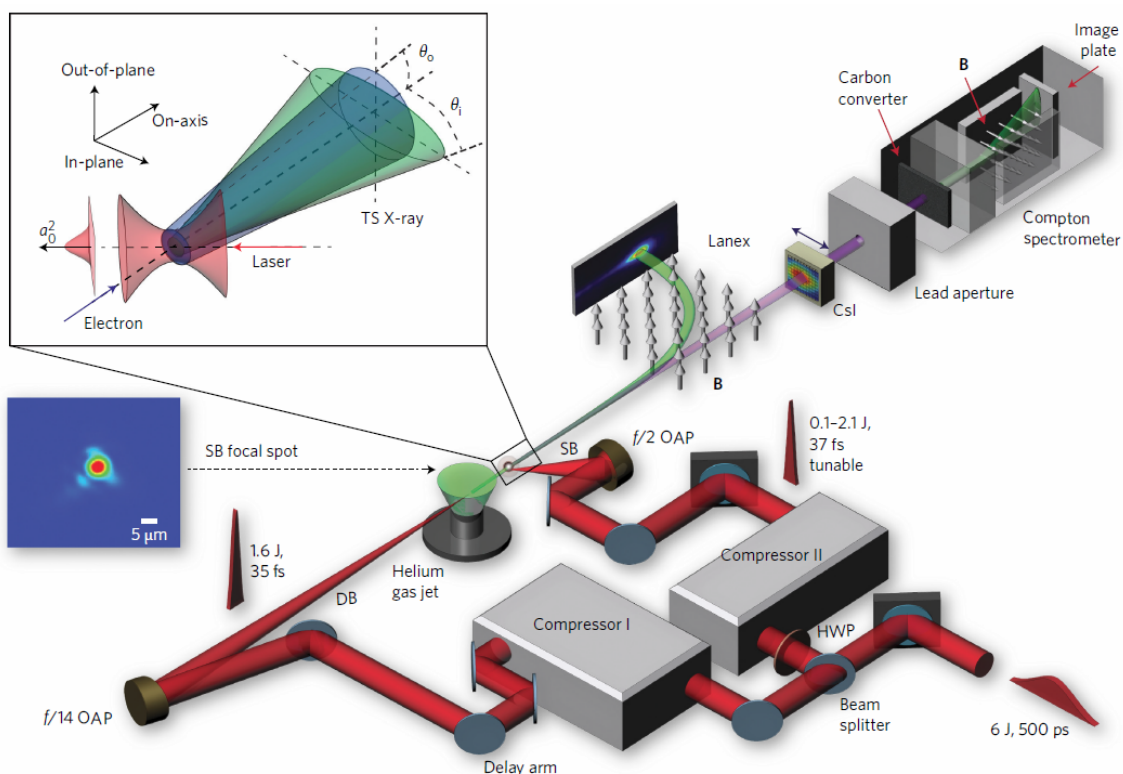 Out-of-plane
On-axis
In-plane
θo
θi
TS X-ray
a0^2
Laser
Electron
Image
plate
B
Carbon
converter
Compton
spectrometer
Lead aperture
CsI
Lanex
B
SB focal spot
5 μm
SB
f/2 OAP
0.1–2.1 J,
37 fs
tunable
1.6 J,
35 fs
Helium
gas jet
DB
Compressor II
Compressor I
HWP
Beam
splitter
6 J, 500 ps
f/14 OAP
Delay arm